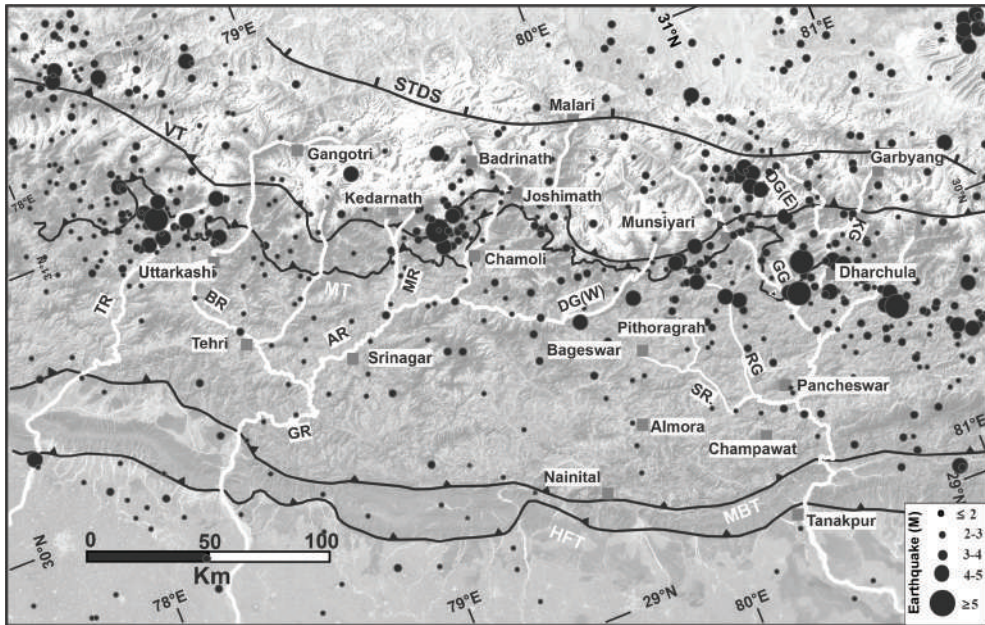 79°E
80°E
31°N
81°E
STDS
Malari
VT
Gangotri
Badrinath
Garbyang
DG(E)
30°N
78°E
Kedarnath
Joshimath
Munsiyari
KG
Uttarkashi
Chamoli
GG
Dharchula
31°N
TR
BR
MT
MR
DG(W)
Tehri
AR
Srinagar
Pithoragrah
Bageswar
RG
SR.
Pancheswar
GR
Almora
Champawat
81°E
Nainital
29°N
MBT
HFT
Tanakpur
30°N
0 50 100
Km
78°E
79°E
29°N
80°E
Earthquake (M)
≤ 2
2-3
3-4
4-5
≥5